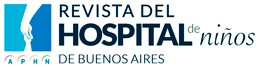 REVISTA DEL
HOSPITAL de niños
DE BUENOS AIRES
APHN